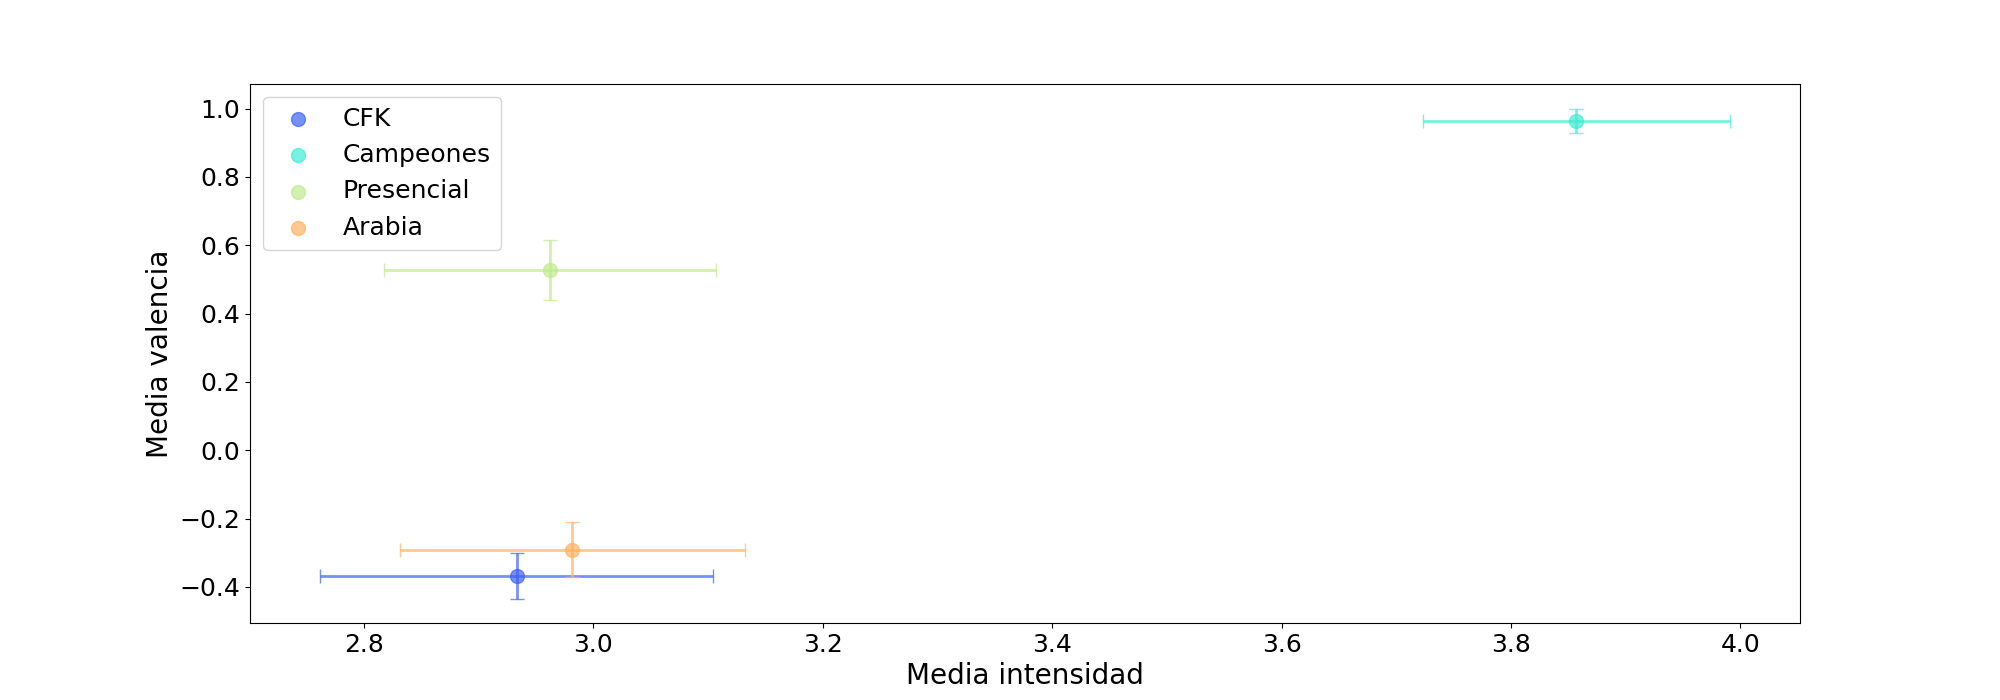 CFK
Campeones
Presencial
Arabia
1.0
0.8
0.6
0.4
0.2
0.0
−0.2
−0.4
Media valencia
2.8 3.0 3.2 3.4 3.6 3.8 4.0
Media intensidad